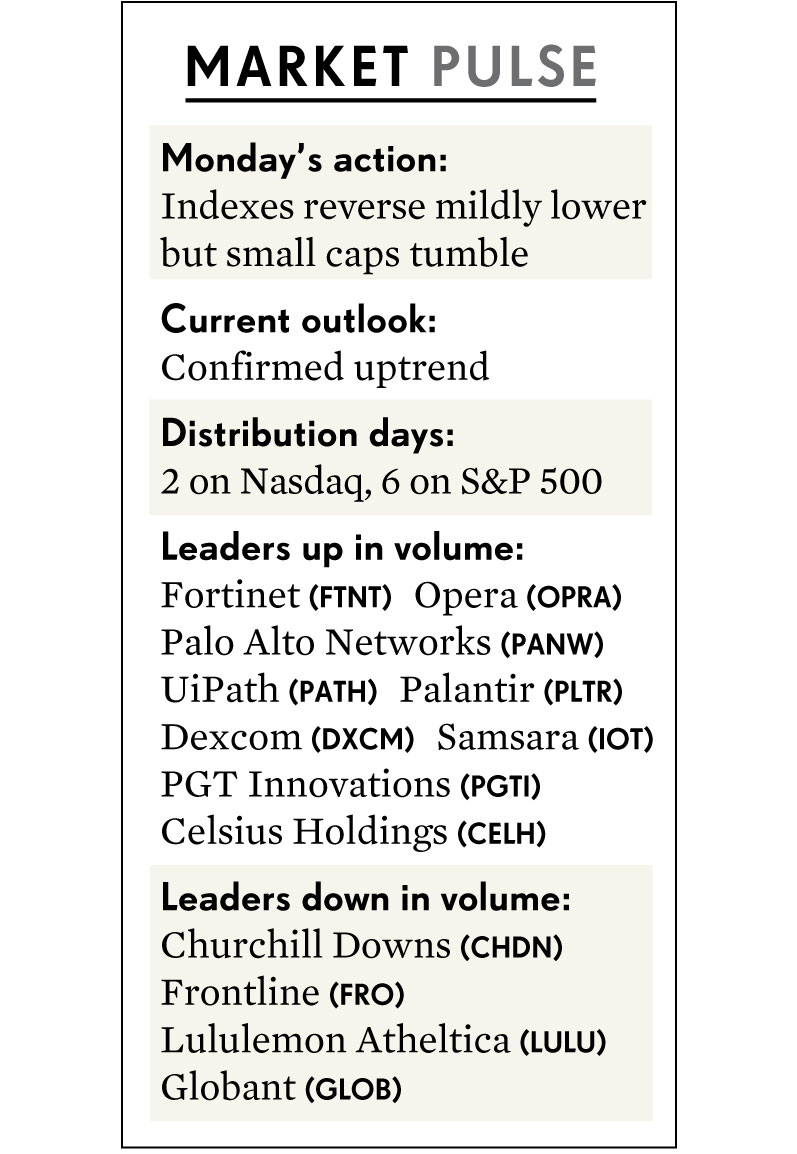 MARKET PULSE
Monday’s action:
Indexes reverse mildly lower
but small caps tumble
Current outlook:
Confirmed uptrend
Distribution days:
2 on Nasdaq, 6 on S&P 500
Leaders up in volume:
Fortinet (FTNT) Opera (OPRA)
Palo Alto Networks (PANW)
UiPath (PATH) Palantir (PLTR)
Dexcom (DXCM) Samsara (IOT)
PGT Innovations (PGTI)
Celsius Holdings (CELH)
Leaders down in volume:
Churchill Downs (CHDN)
Frontline (FRO)
Lululemon Atheltica (LULU)
Globant (GLOB)